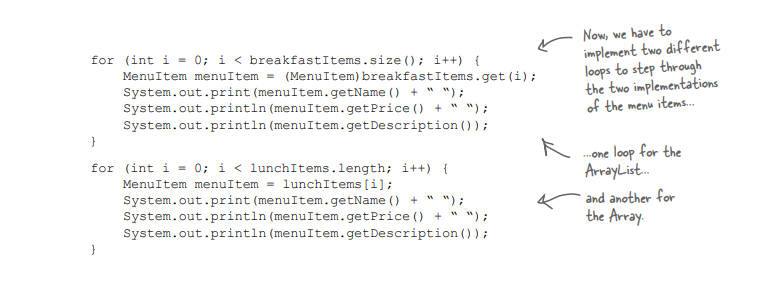 for (int i = 0; i < breakfastItems.size(); i++) {
MenuItem menuItem = (MenuItem)breakfastItems.get(i);
System.out.print(menuItem.getName() + “ “);
System.out.println(menuItem.getPrice() + “ “);
System.out.println(menuItem.getDescription());
}
for (int i = 0; i < lunchItems.length; i++) {
MenuItem menuItem = lunchItems[i];
System.out.print(menuItem.getName() + “ “);
System.out.println(menuItem.getPrice() + “ “);
System.out.println(menuItem.getDescription());
}
Now, we have to
implement two different
loops to step through
the two implementations
of the menu items...
...one loop for the
ArrayList...
and another for
the Array.